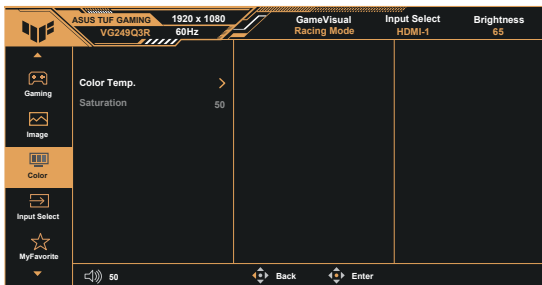 ASUS TUF GAMING 1920 x 1080 GameVisual Input Select Brightness
VG249Q3R 60Hz Racing Mode HDMI-1 65
Gaming
Image
Color
Input Select
MyFavorite
Color Temp.
Saturation 50
50 Back Enter